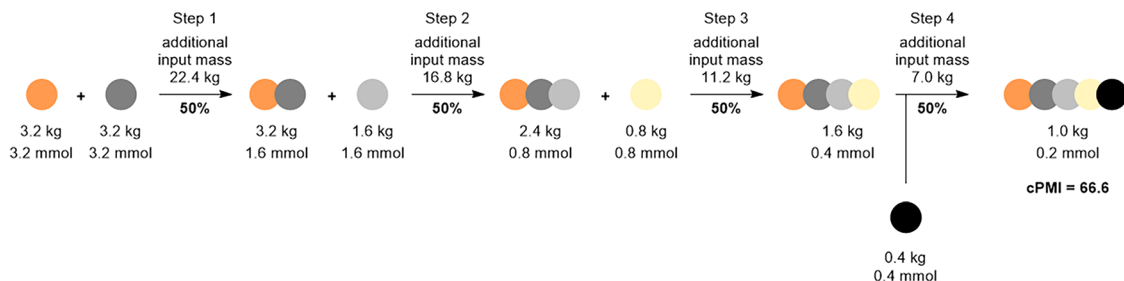 Step 1
additional
input mass
22.4 kg
50%
Step 2
additional
input mass
16.8 kg
50%
Step 3
additional
input mass
11.2 kg
50%
Step 4
additional
input mass
7.0 kg
50%
+
+
+
3.2 kg
3.2 mmol
3.2 kg
3.2 mmol
3.2 kg
1.6 mmol
1.6 kg
1.6 mmol
2.4 kg
0.8 mmol
0.8 kg
0.8 mmol
1.6 kg
0.4 mmol
1.0 kg
0.2 mmol
cPMI = 66.6
0.4 kg
0.4 mmol